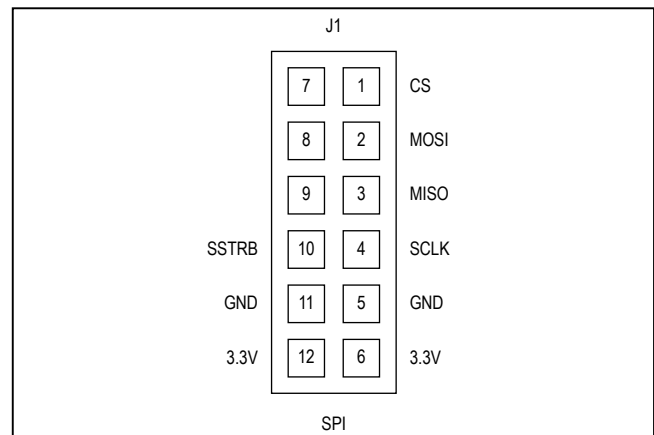 J1
7 1 CS
8 2 MOSI
9 3 MISO
SSTRB 10 4 SCLK
GND 11 5 GND
3.3V 12 6 3.3V
SPI